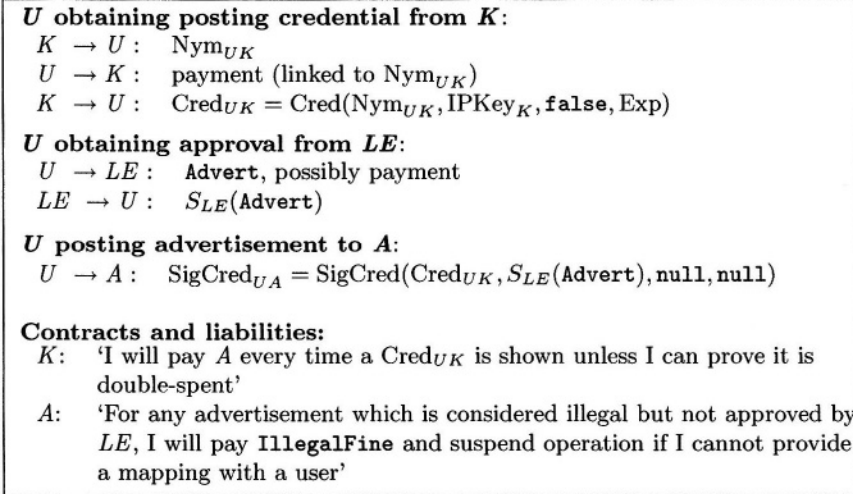 U obtaining posting credential from K:
K → U : Nym_UK
U → K : payment (linked to Nym_UK)
K → U : Cred_UK = Cred(Nym_UK, IPKey_K, false, Exp)
U obtaining approval from LE:
U → LE : Advert, possibly payment
LE → U : S_LE(Advert)
U posting advertisement to A:
U → A : SigCred_UA = SigCred(Cred_UK, S_LE(Advert), null, null)
Contracts and liabilities:
K: ‘I will pay A every time a Cred_UK is shown unless I can prove it is
double-spent’
A: ‘For any advertisement which is considered illegal but not approved by
LE, I will pay IllegalFine and suspend operation if I cannot provide
a mapping with a user’